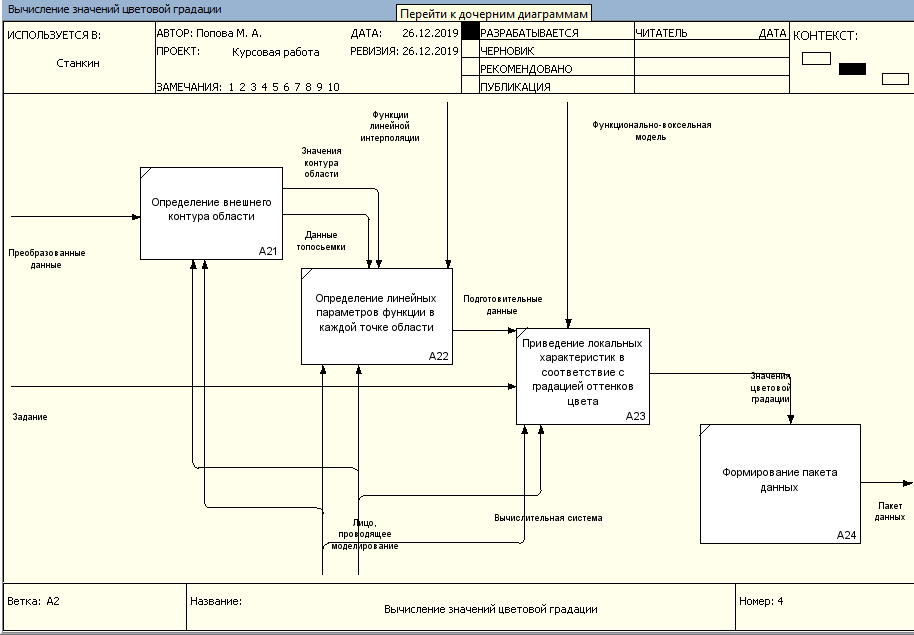 Вычисление значений цветовой градации
Перейти к дочерним диаграммам
ИСПОЛЬЗУЕТСЯ В:
Станкин
АВТОР: Попова М. А.
ДАТА: 26.12.2019
ПРОЕКТ: Курсовая работа
РЕВИЗИЯ: 26.12.2019
ЗАМЕЧАНИЯ: 1 2 3 4 5 6 7 8 9 10
РАЗРАБАТЫВАЕТСЯ
ЧЕРНОВИК
РЕКОМЕНДОВАНО
ПУБЛИКАЦИЯ
ЧИТАТЕЛЬ
ДАТА
КОНТЕКСТ:
Функции
линейной
интерполяции
Функционально-воксельная
модель
Значения
контура
области
Определение внешнего
контура области
A21
Преобразованные
данные
Данные
топосьемки
Определение линейных
параметров функции в
каждой точке области
A22
Подготовительные
данные
Приведение локальных
характеристик в
соответствие с
градацией оттенков
цвета
A23
Значения
цветовой
градации
Задание
Формирование пакета
данных
A24
Пакет
данных
Лицо,
проводящее
моделирование
Вычислительная система
Ветка: A2
Название:
Вычисление значений цветовой градации
Номер: 4